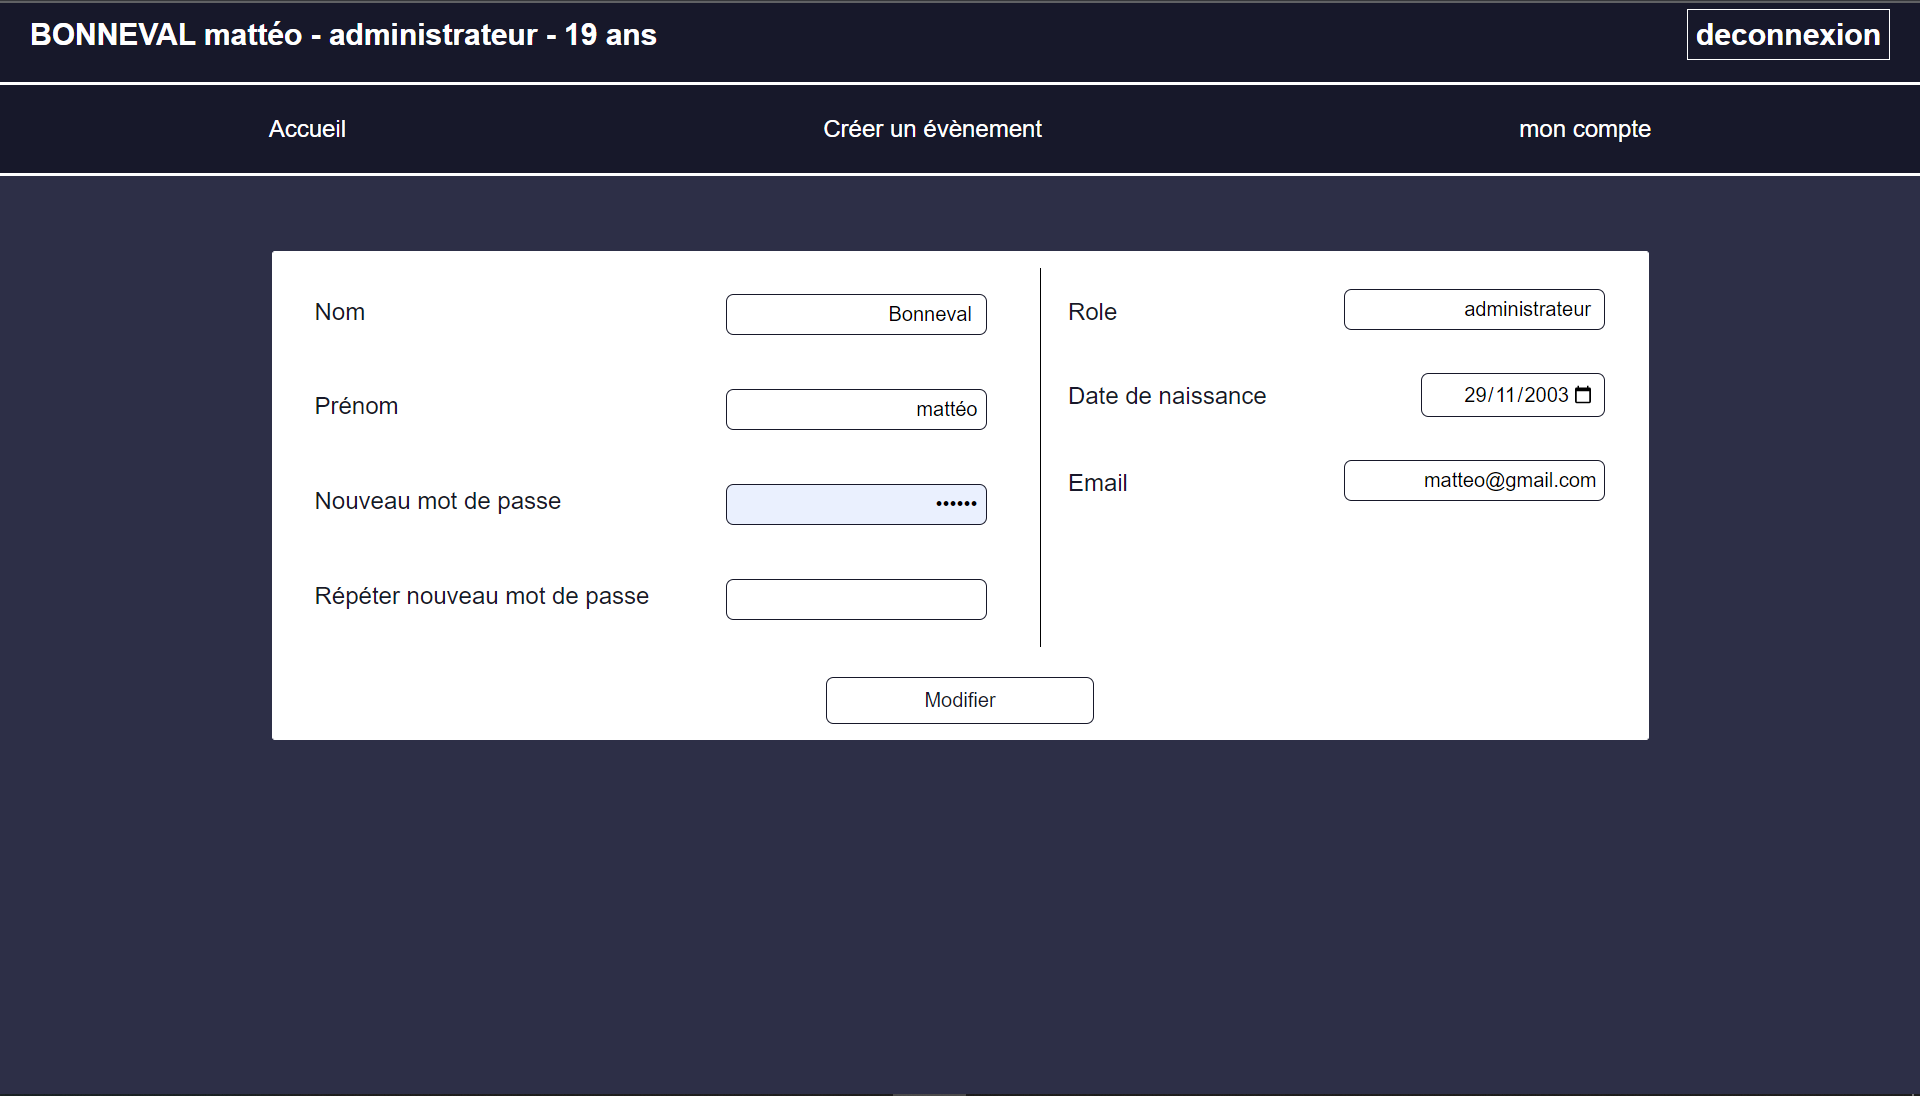 BONNEVAL mattéo - administrateur - 19 ans
deconnexion
Accueil
Créer un évènement
mon compte
Nom
Bonneval
Prénom
mattéo
Nouveau mot de passe
••••••
Répéter nouveau mot de passe
Role
administrateur
Date de naissance
29/11/2003
Email
matteo@gmail.com
Modifier